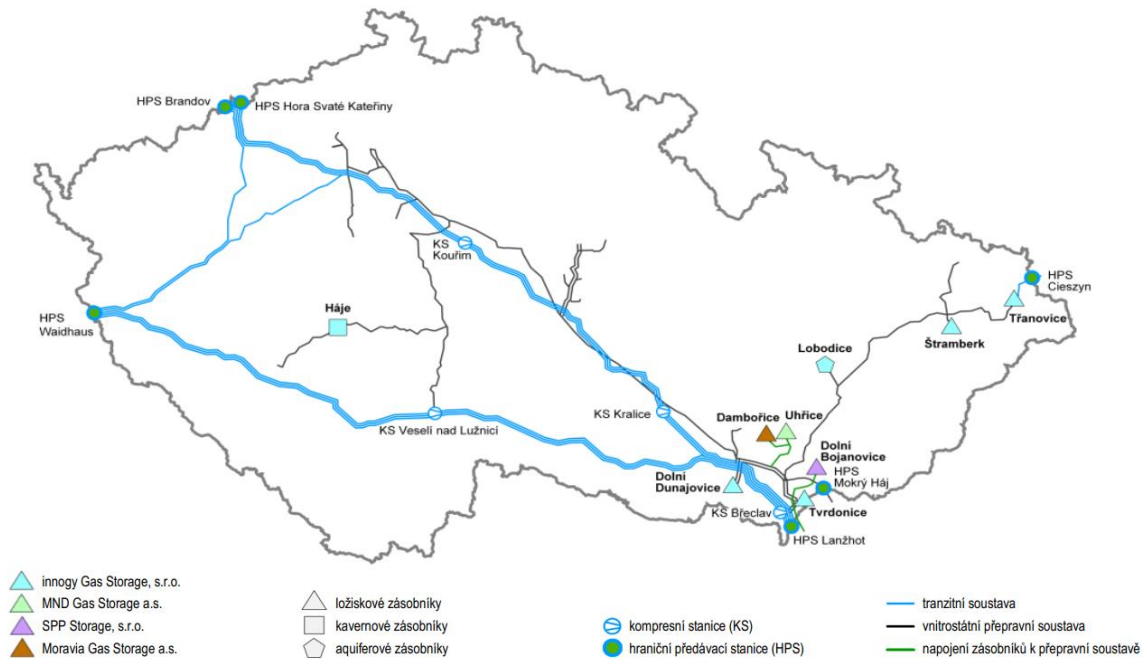 HPS Brandov
HPS Hora Svaté Kateřiny
KS
Kouřim
HPS
Cieszyn
HPS
Waidhaus
Háje
Třanovice
Štramberk
Lobodice
KS Kralice
Dambořice
Uhřice
KS Veselí nad Lužnicí
Dolní
Bojanovice
HPS
Mokrý Háj
Dolní
Dunajovice
KS Břeclav
Tvrdonice
HPS Lanžhot
innogy Gas Storage, s.r.o.
MND Gas Storage a.s.
SPP Storage, s.r.o.
Moravia Gas Storage a.s.
ložiskové zásobníky
kavernové zásobníky
aquiferové zásobníky
kompresní stanice (KS)
hraniční předávací stanice (HPS)
tranzitní soustava
vnitrostátní přepravní soustava
napojení zásobníků k přepravní soustavě